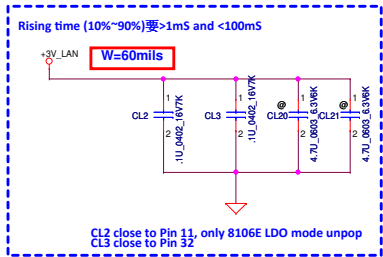 Rising time (10%~90%)要>1mS and <100mS
+3V_LAN
W=60mils
1
1
@
1
@
1
CL2
.1U_0402_16V7K
CL3
.1U_0402_16V7K
CL20
4.7U_0603_6.3V6K
CL21
4.7U_0603_6.3V6K
2
2
2
2
CL2 close to Pin 11, only 8106E LDO mode unpop
CL3 close to Pin 32